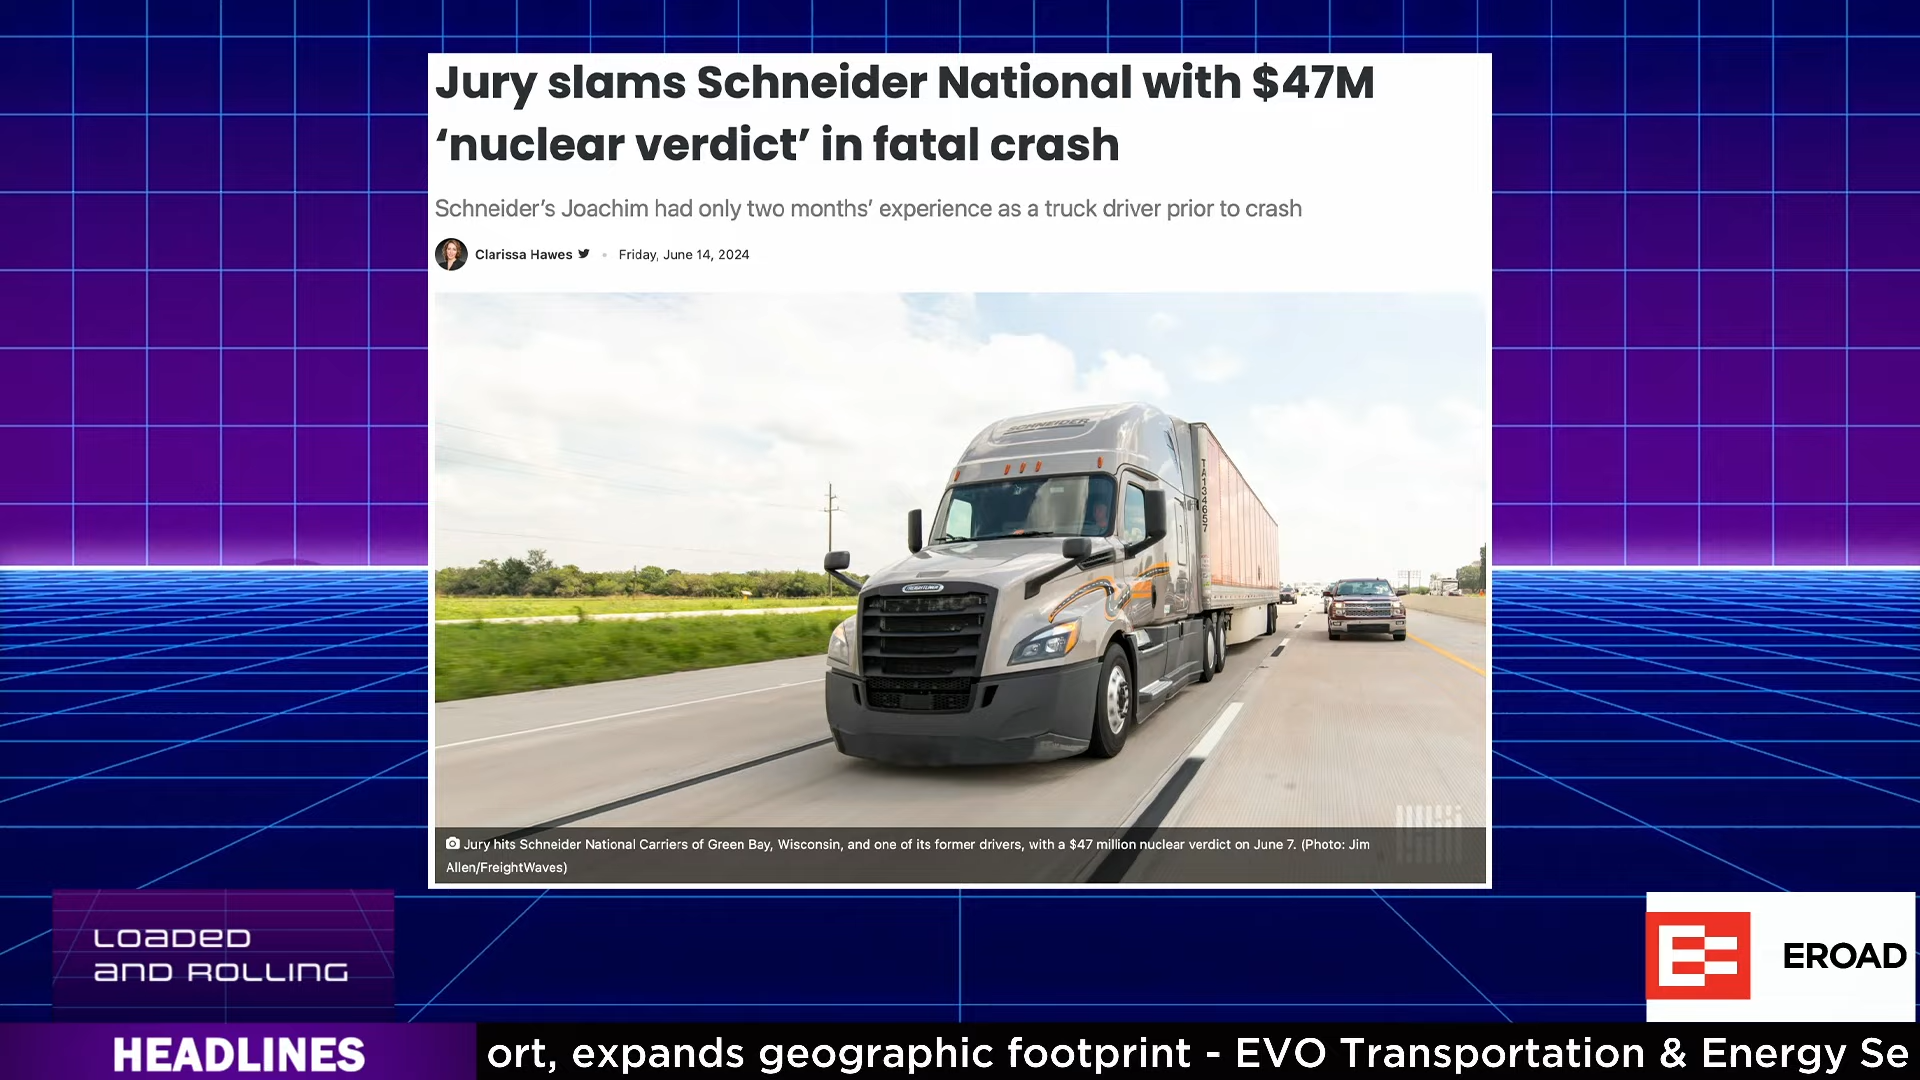 Jury slams Schneider National with $47M
‘nuclear verdict’ in fatal crash
Schneider’s Joachim had only two months’ experience as a truck driver prior to crash
Clarissa Hawes • Friday, June 14, 2024
SCHNEIDER
TA134657
FREIGHTLINER
Jury hits Schneider National Carriers of Green Bay, Wisconsin, and one of its former drivers, with a $47 million nuclear verdict on June 7. (Photo: Jim
Allen/FreightWaves)
LOADED
AND ROLLING
EROAD
HEADLINES
ort, expands geographic footprint - EVO Transportation & Energy Se